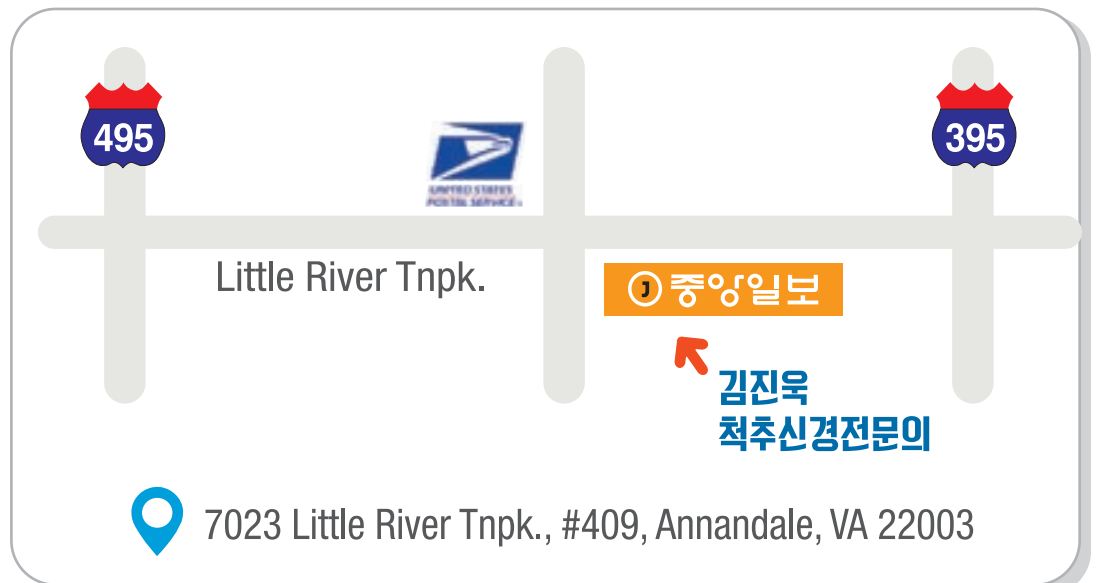 495
395
UNITED STATES
POSTAL SERVICE
Little River Tnpk.
J 중앙일보
김진욱
척추신경전문의
7023 Little River Tnpk., #409, Annandale, VA 22003